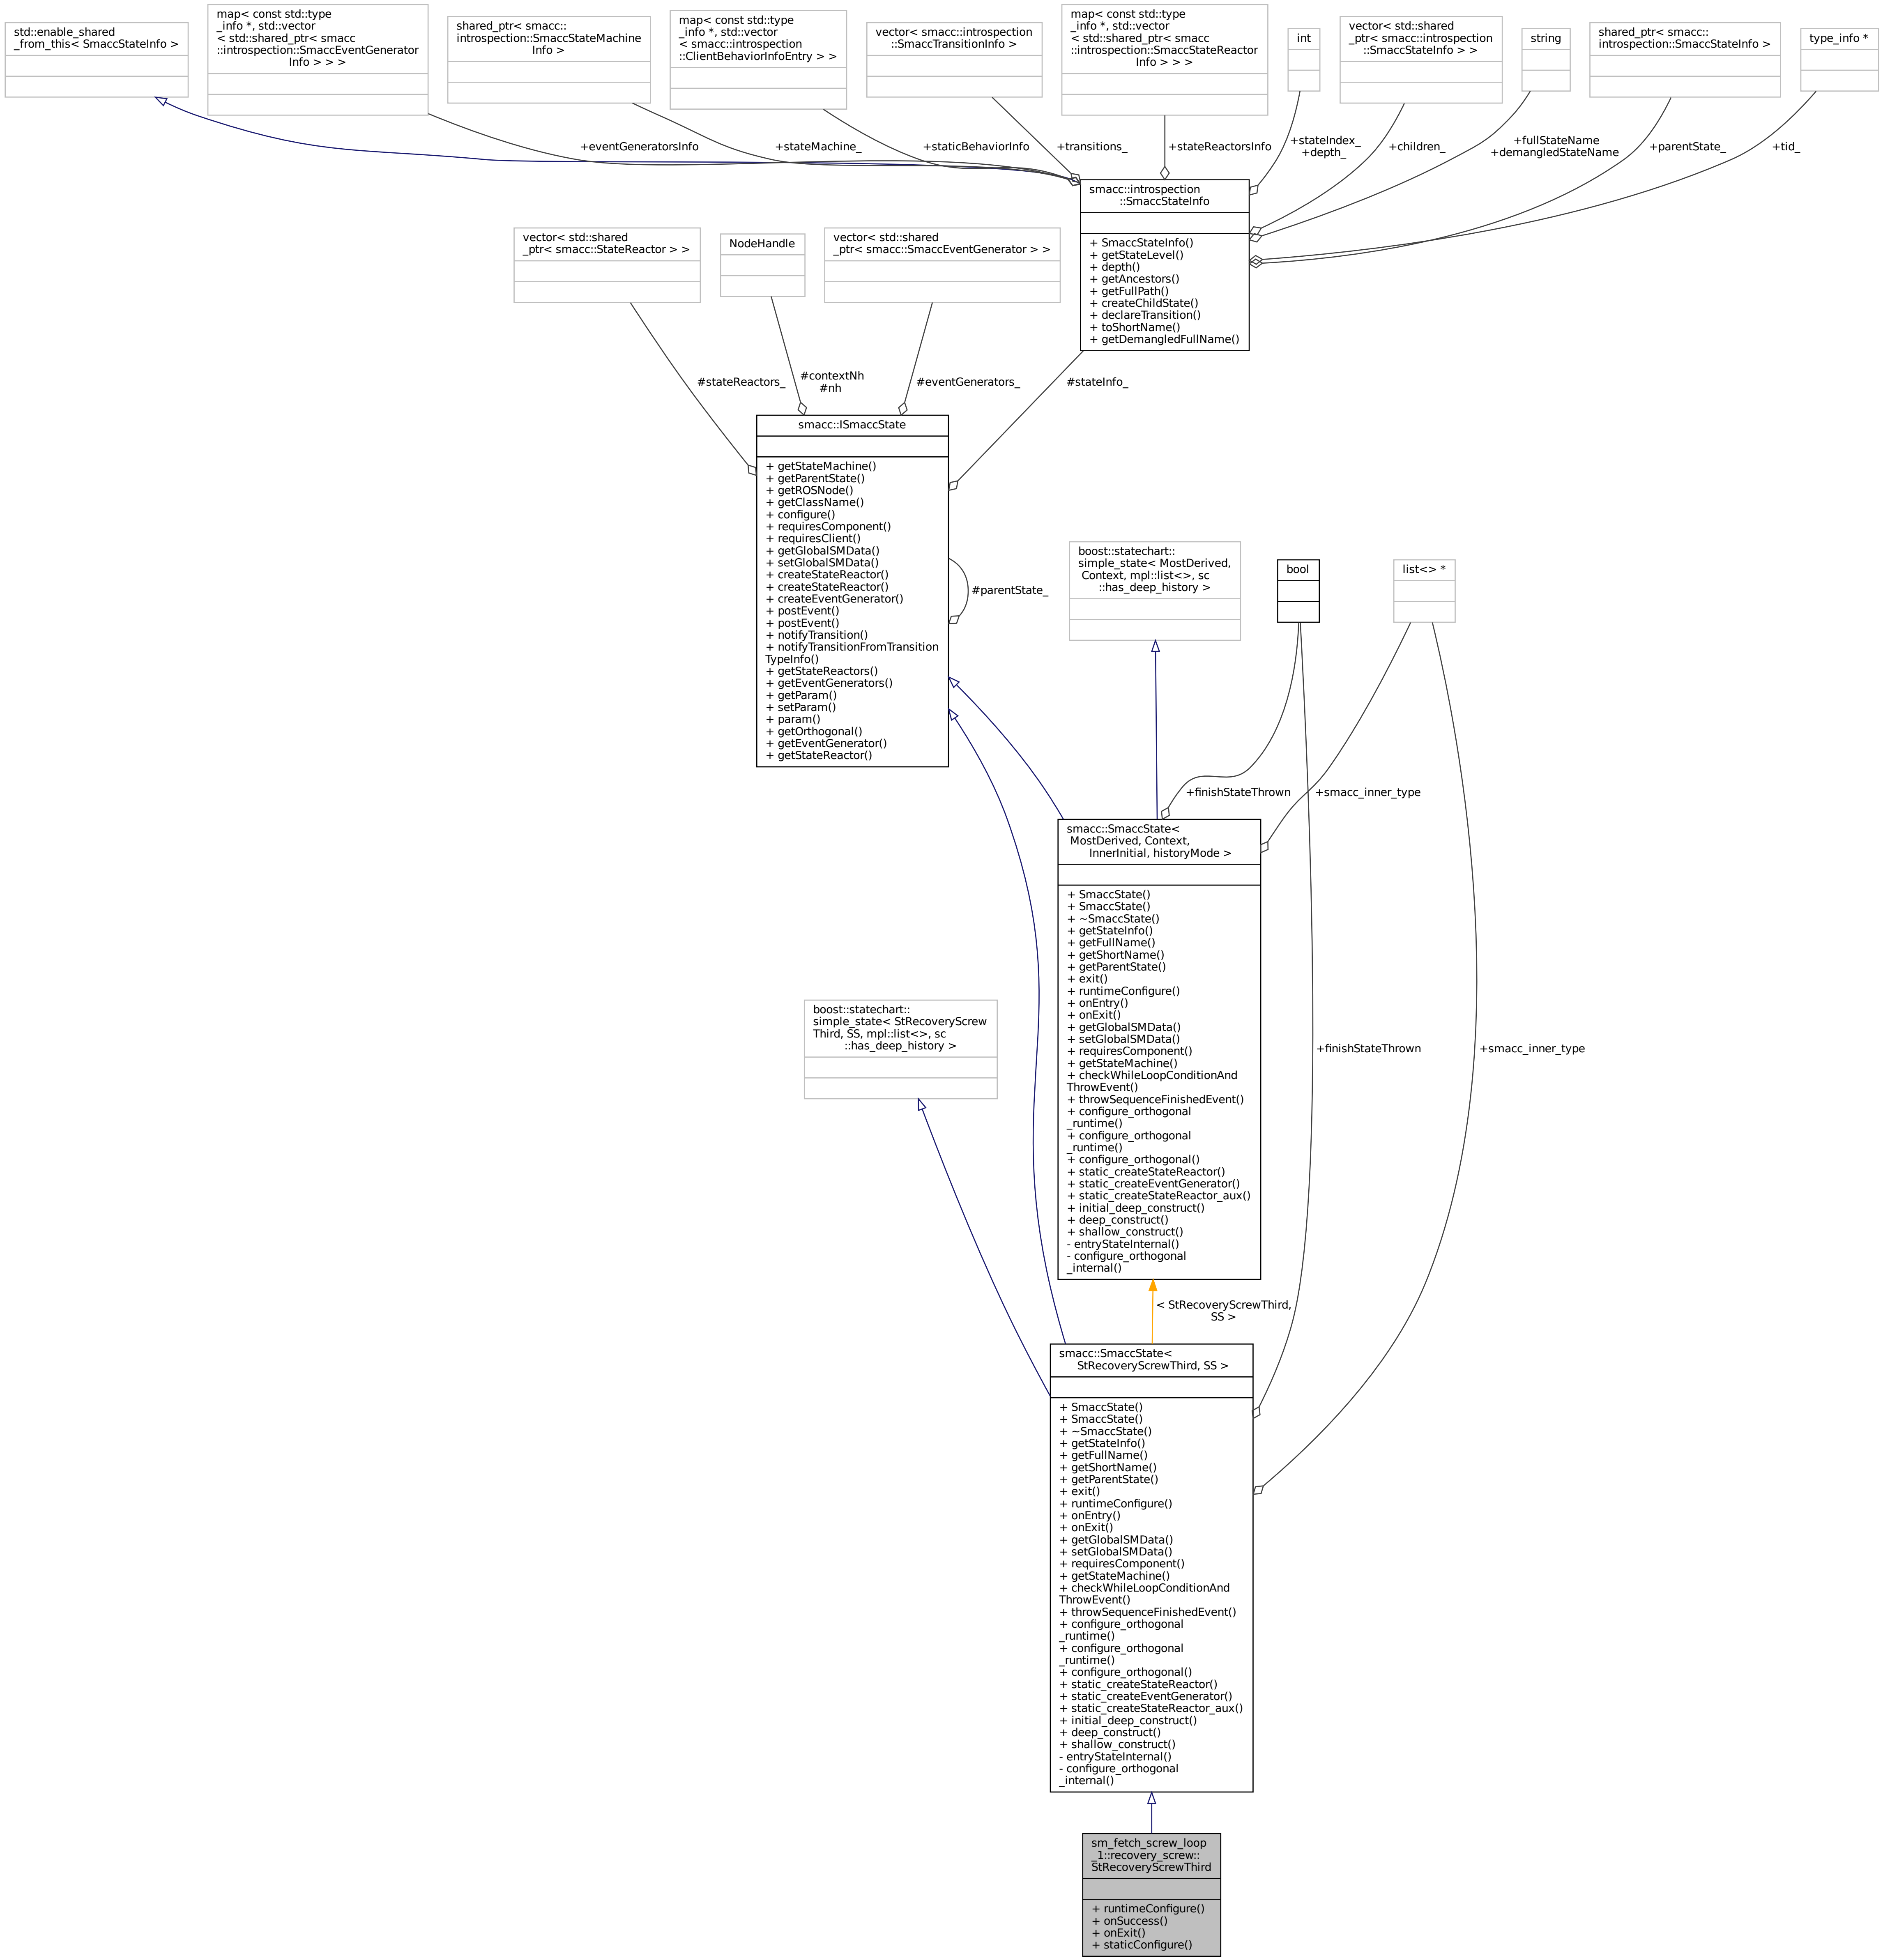 std::enable_shared
_from_this< SmaccStateInfo >
map< const std::type
_info *, std::vector
< std::shared_ptr< smacc
::introspection::SmaccEventGenerator
Info > > >
shared_ptr< smacc::
introspection::SmaccStateMachine
Info >
map< const std::type
_info *, std::vector
< smacc::introspection
::ClientBehaviorInfoEntry > >
vector< smacc::introspection
::SmaccTransitionInfo >
map< const std::type
_info *, std::vector
< std::shared_ptr< smacc
::introspection::SmaccStateReactor
Info > > >
int
vector< std::shared
_ptr< smacc::introspection
::SmaccStateInfo > >
string
shared_ptr< smacc::
introspection::SmaccStateInfo >
type_info *
+eventGeneratorsInfo
+stateMachine_
+staticBehaviorInfo
+transitions_
+stateReactorsInfo
+stateIndex_
+depth_
+children_
+fullStateName
+demangledStateName
+parentState_
+tid_
smacc::introspection
::SmaccStateInfo
+ SmaccStateInfo()
+ getStateLevel()
+ depth()
+ getAncestors()
+ getFullPath()
+ createChildState()
+ declareTransition()
+ toShortName()
+ getDemangledFullName()
vector< std::shared
_ptr< smacc::StateReactor > >
NodeHandle
vector< std::shared
_ptr< smacc::SmaccEventGenerator > >
#stateReactors_
#contextNh
#nh
#eventGenerators_
#stateInfo_
smacc::ISmaccState
+ getStateMachine()
+ getParentState()
+ getROSNode()
+ getClassName()
+ configure()
+ requiresComponent()
+ requiresClient()
+ getGlobalSMData()
+ setGlobalSMData()
+ createStateReactor()
+ createStateReactor()
+ createEventGenerator()
+ postEvent()
+ postEvent()
+ notifyTransition()
+ notifyTransitionFromTransition
TypeInfo()
+ getStateReactors()
+ getEventGenerators()
+ getParam()
+ setParam()
+ param()
+ getOrthogonal()
+ getEventGenerator()
+ getStateReactor()
#parentState_
boost::statechart::
simple_state< MostDerived,
Context, mpl::list<>, sc
::has_deep_history >
bool
list<> *
+finishStateThrown
+smacc_inner_type
smacc::SmaccState<
MostDerived, Context,
InnerInitial, historyMode >
+ SmaccState()
+ SmaccState()
+ ~SmaccState()
+ getStateInfo()
+ getFullName()
+ getShortName()
+ getParentState()
+ exit()
+ runtimeConfigure()
+ onEntry()
+ onExit()
+ getGlobalSMData()
+ setGlobalSMData()
+ requiresComponent()
+ getStateMachine()
+ checkWhileLoopConditionAnd
ThrowEvent()
+ throwSequenceFinishedEvent()
+ configure_orthogonal
_runtime()
+ configure_orthogonal
_runtime()
+ configure_orthogonal()
+ static_createStateReactor()
+ static_createEventGenerator()
+ static_createStateReactor_aux()
+ initial_deep_construct()
+ deep_construct()
+ shallow_construct()
- entryStateInternal()
- configure_orthogonal
_internal()
boost::statechart::
simple_state< StRecoveryScrew
Third, SS, mpl::list<>, sc
::has_deep_history >
+finishStateThrown
+smacc_inner_type
< StRecoveryScrewThird,
SS >
smacc::SmaccState<
StRecoveryScrewThird, SS >
+ SmaccState()
+ SmaccState()
+ ~SmaccState()
+ getStateInfo()
+ getFullName()
+ getShortName()
+ getParentState()
+ exit()
+ runtimeConfigure()
+ onEntry()
+ onExit()
+ getGlobalSMData()
+ setGlobalSMData()
+ requiresComponent()
+ getStateMachine()
+ checkWhileLoopConditionAnd
ThrowEvent()
+ throwSequenceFinishedEvent()
+ configure_orthogonal
_runtime()
+ configure_orthogonal
_runtime()
+ configure_orthogonal()
+ static_createStateReactor()
+ static_createEventGenerator()
+ static_createStateReactor_aux()
+ initial_deep_construct()
+ deep_construct()
+ shallow_construct()
- entryStateInternal()
- configure_orthogonal
_internal()
sm_fetch_screw_loop
_1::recovery_screw::
StRecoveryScrewThird
+ runtimeConfigure()
+ onSuccess()
+ onExit()
+ staticConfigure()